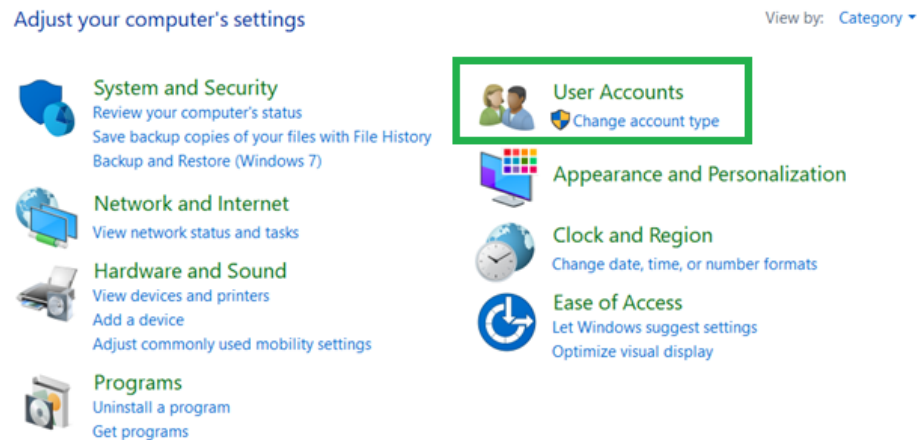 Adjust your computer's settings
View by: Category
System and Security
Review your computer's status
Save backup copies of your files with File History
Backup and Restore (Windows 7)
Network and Internet
View network status and tasks
Hardware and Sound
View devices and printers
Add a device
Adjust commonly used mobility settings
Programs
Uninstall a program
Get programs
User Accounts
Change account type
Appearance and Personalization
Clock and Region
Change date, time, or number formats
Ease of Access
Let Windows suggest settings
Optimize visual display